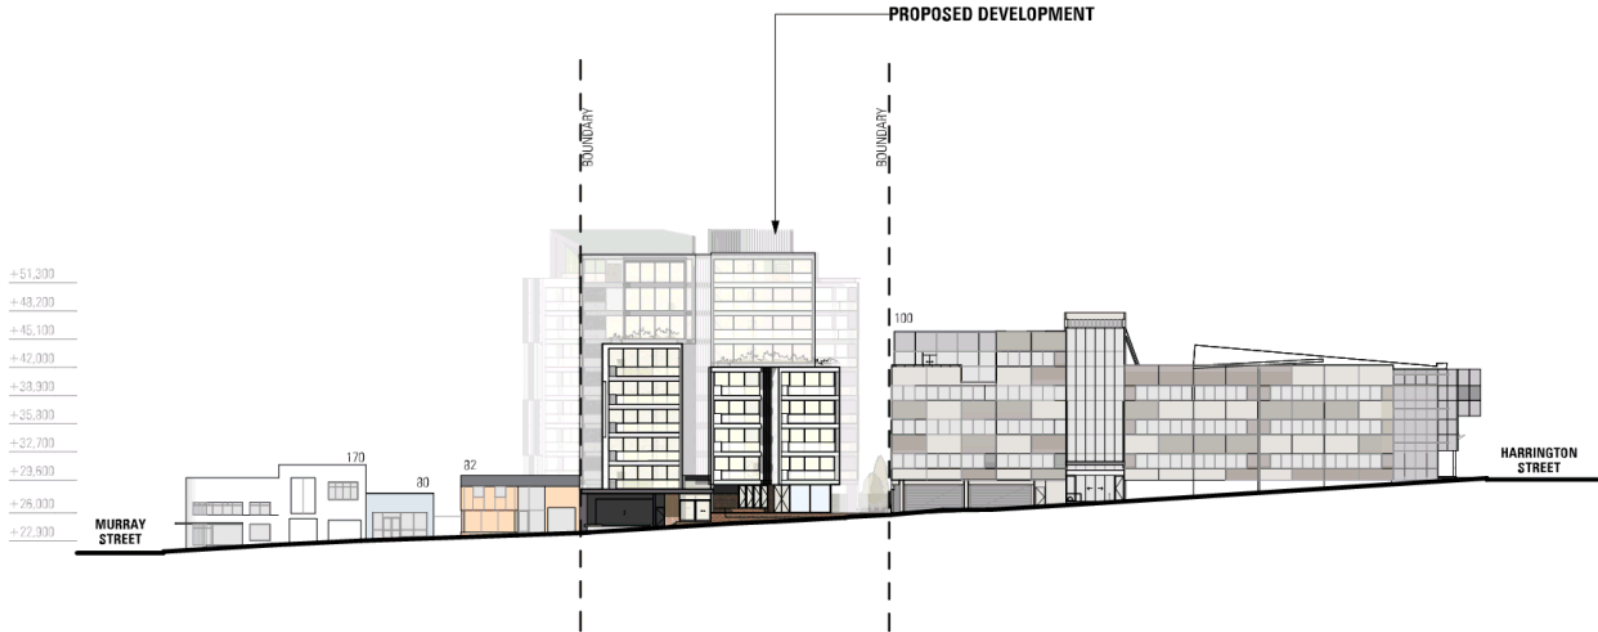 PROPOSED DEVELOPMENT
BOUNDARY
BOUNDARY
+51,300
+48,200
+45,100
+42,000
+38,900
+35,800
+32,700
+29,600
+26,000
+22,900
100
170
80
82
MURRAY
STREET
HARRINGTON
STREET